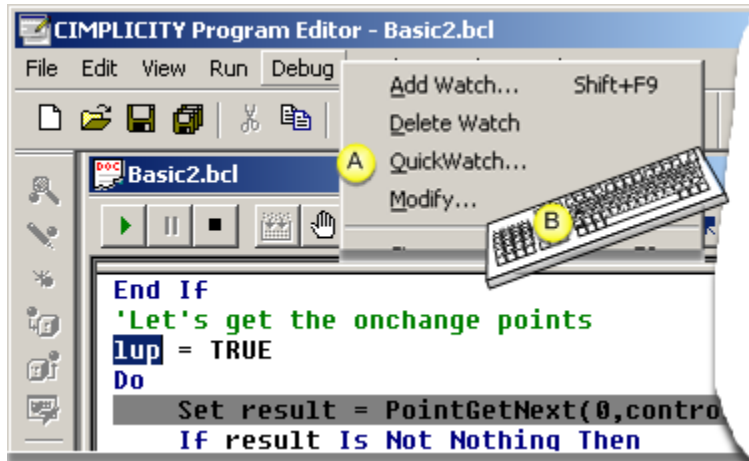 CIMPLICITY Program Editor - Basic2.bcl
File Edit View Run Debug
Add Watch... Shift+F9
Delete Watch
A QuickWatch...
Modify...
B
DOC Basic2.bcl
End If
'Let's get the onchange points
lup = TRUE
Do
Set result = PointGetNext(0,contro
If result Is Not Nothing Then